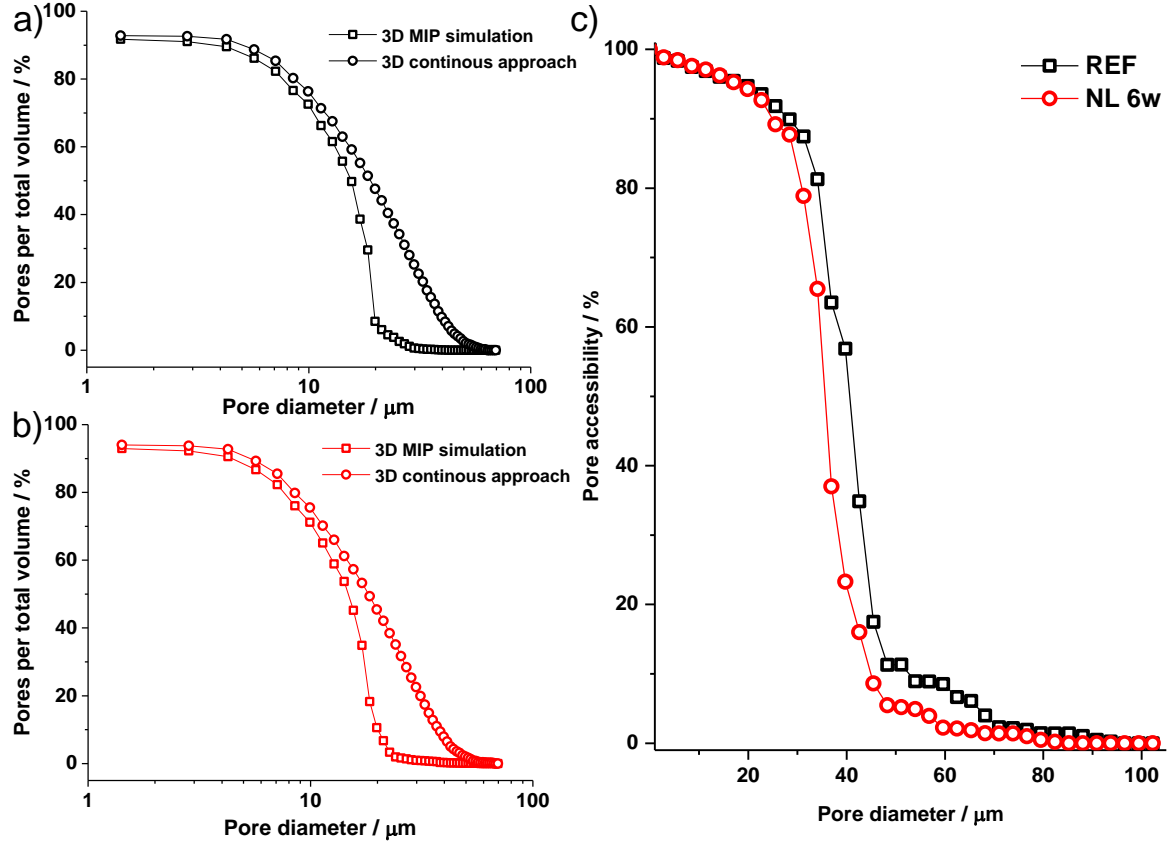 a)
100
80
60
40
20
0
Pores per total volume / %
3D MIP simulation
3D continous approach
1
10
100
Pore diameter / μm
b)
100
80
60
40
20
0
Pores per total volume / %
3D MIP simulation
3D continous approach
1
10
100
Pore diameter / μm
c)
100
80
60
40
20
0
Pore accessibility / %
REF
NL 6w
20
40
60
80
100
Pore diameter / μm